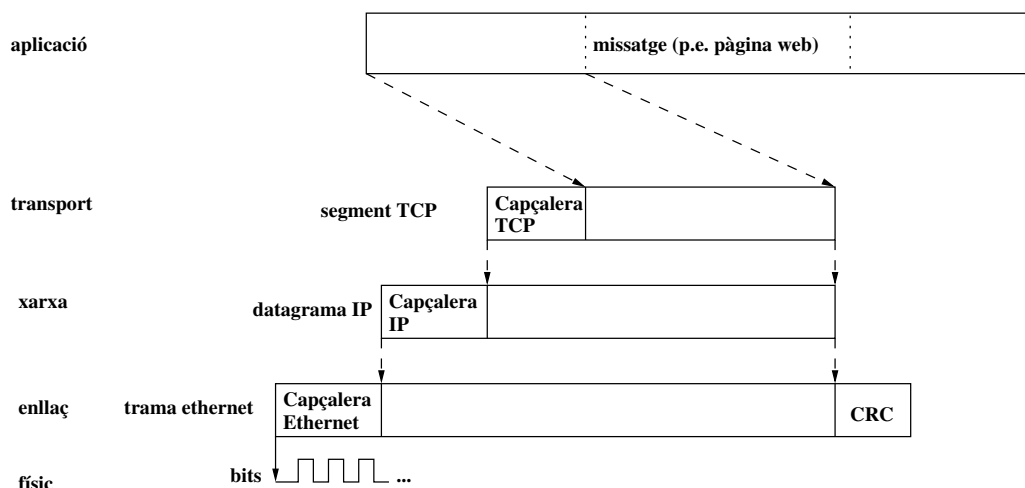 aplicació
missatge (p.e. pàgina web)
transport
segment TCP
Capçalera
TCP
xarxa
datagrama IP
Capçalera
IP
enllaç
trama ethernet
Capçalera
Ethernet
CRC
físic
bits
...